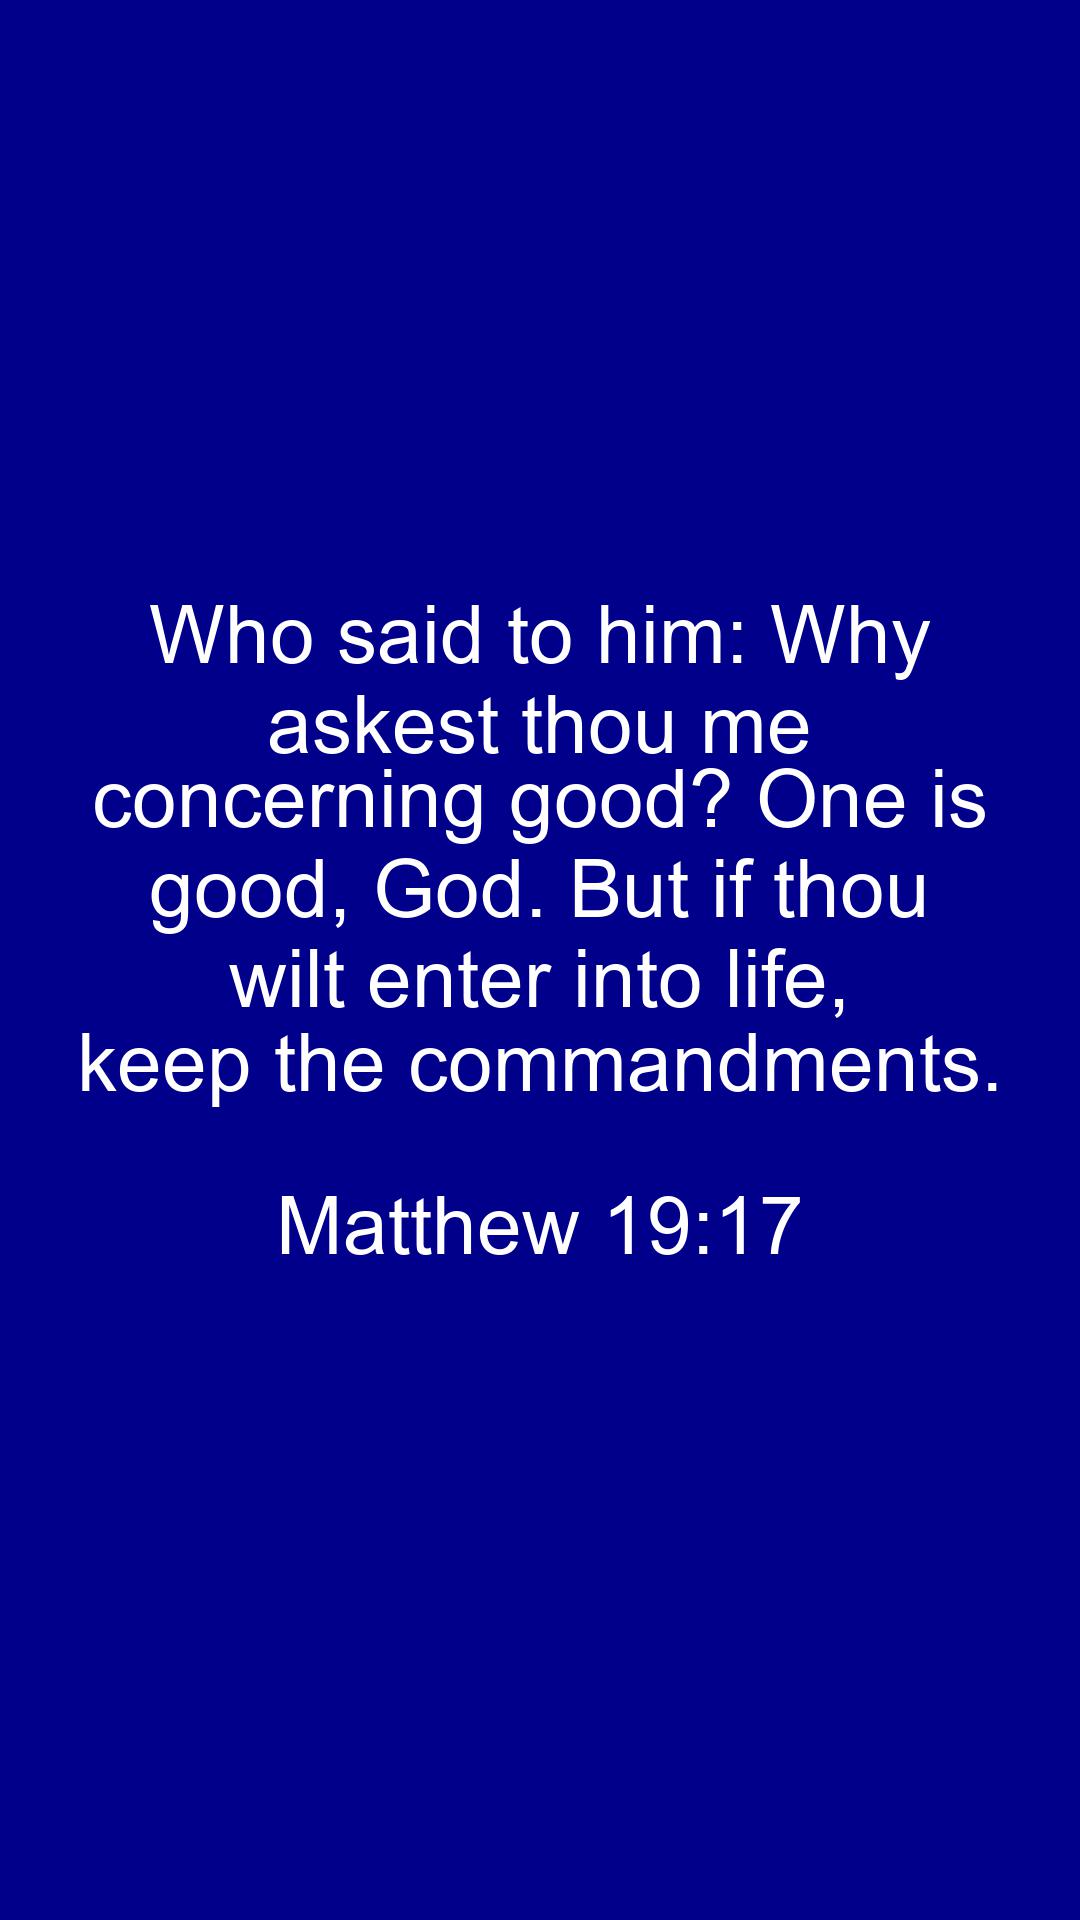 Who said to him: Why
askest thou me
concerning good? One is
good, God. But if thou
wilt enter into life,
keep the commandments.
Matthew 19:17